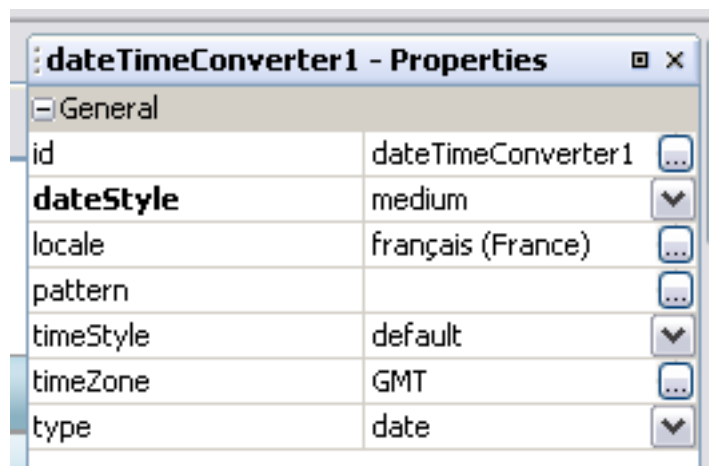 dateTimeConverter1 - Properties
General
id dateTimeConverter1 ...
dateStyle medium
locale français (France) ...
pattern ...
timeStyle default
timeZone GMT ...
type date